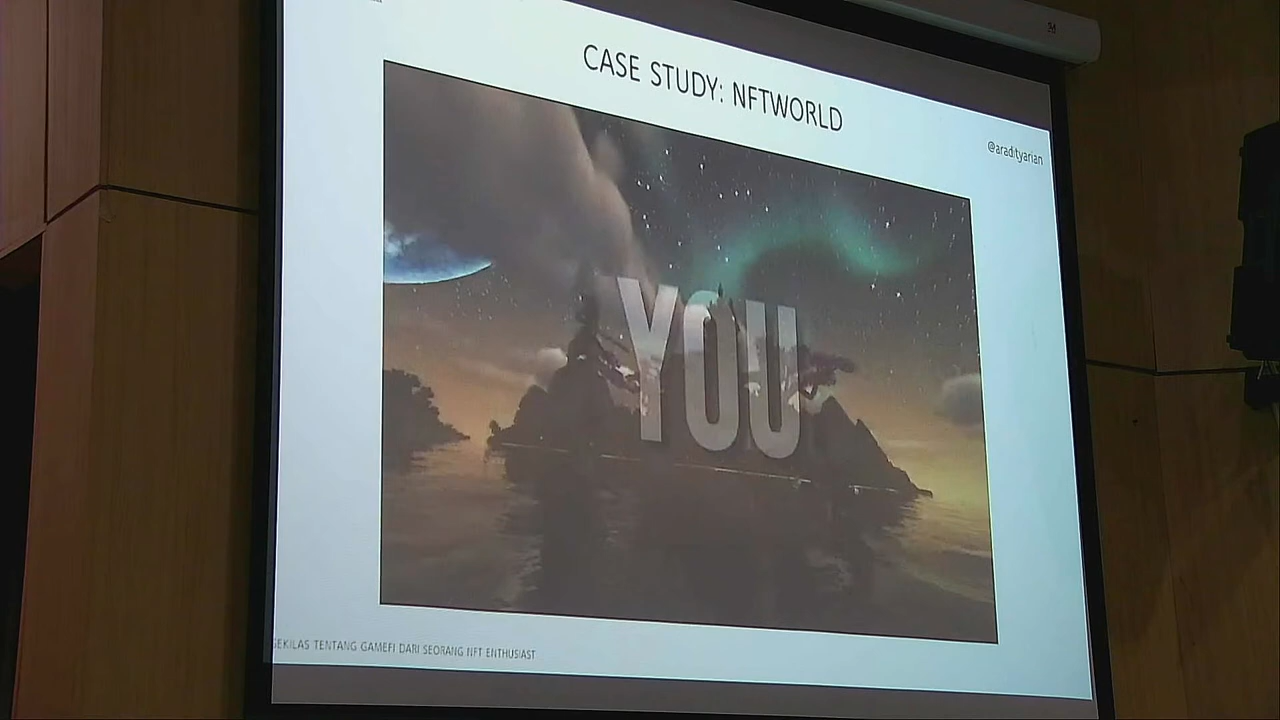 CASE STUDY: NFTWORLD
@aradityarian
YOU
SEKILAS TENTANG GAMEFI DARI SEORANG NFT ENTHUSIAST